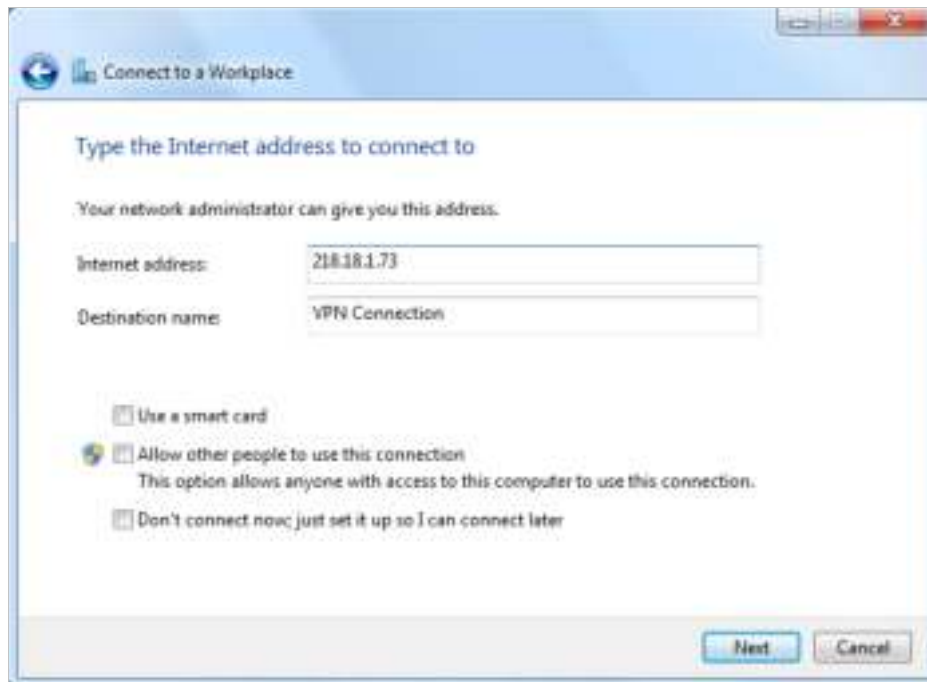 Connect to a Workplace
Type the Internet address to connect to
Your network administrator can give you this address.
Internet address: 218.18.1.73
Destination name: VPN Connection
Use a smart card
Allow other people to use this connection
This option allows anyone with access to this computer to use this connection.
Don't connect now; just set it up so I can connect later
Next Cancel